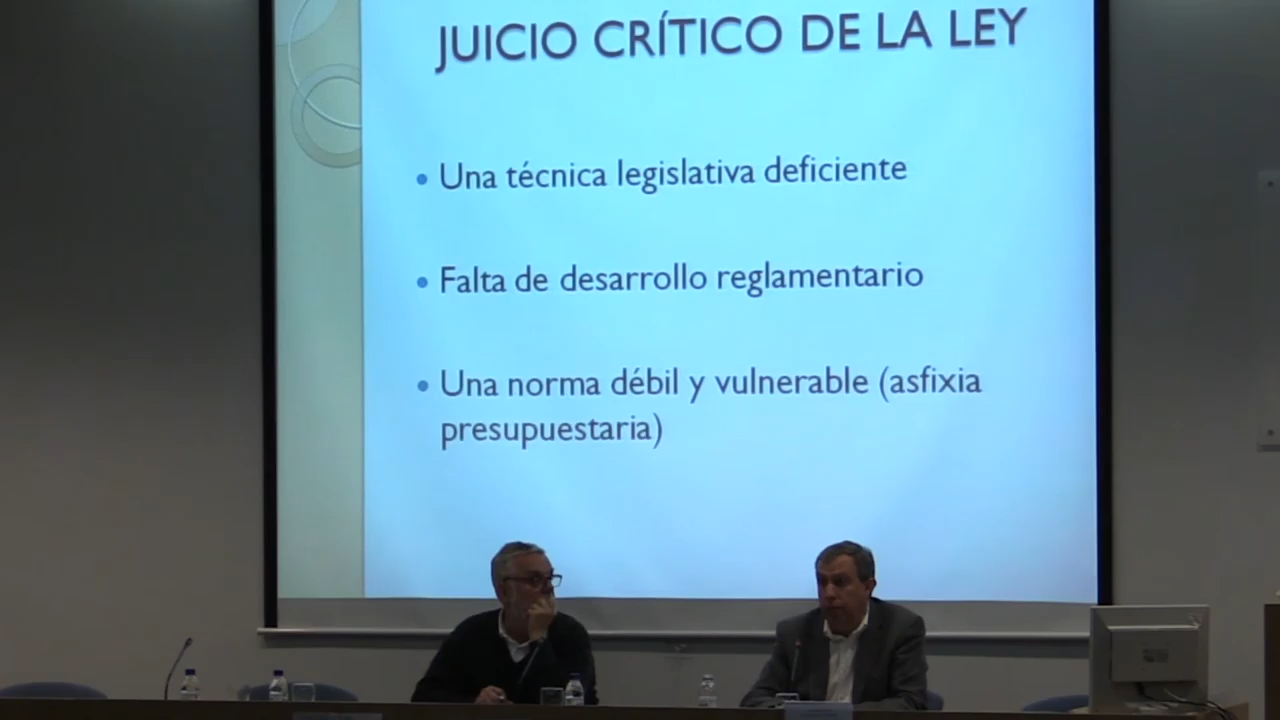 JUICIO CRÍTICO DE LA LEY
• Una técnica legislativa deficiente
• Falta de desarrollo reglamentario
• Una norma débil y vulnerable (asfixia
presupuestaria)